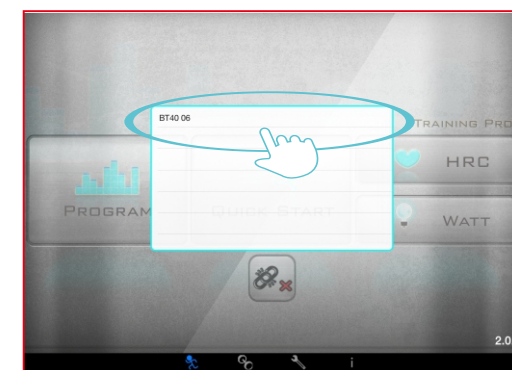 BT40 06
TRAINING PRO
HRC
PROGRAM
QUICK START
WATT
2.0
i